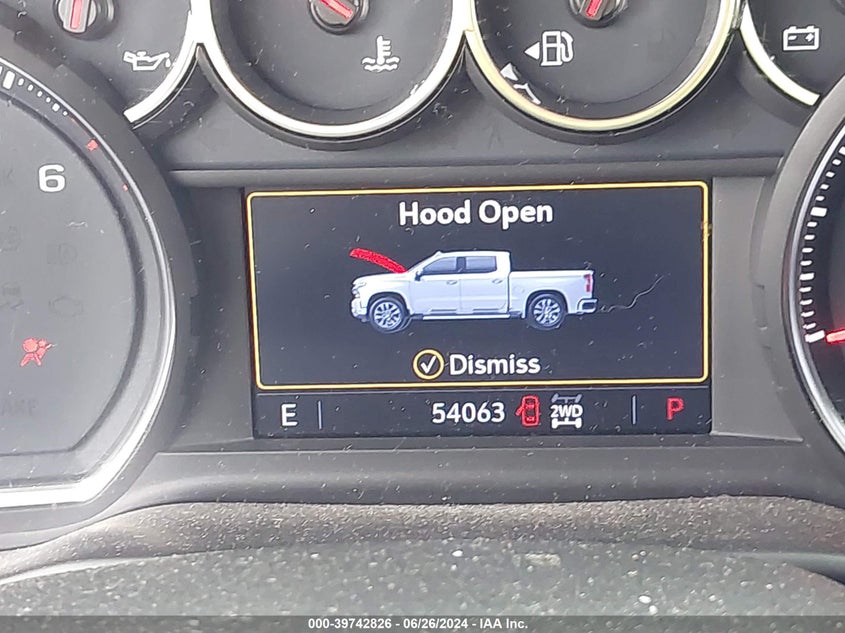 6
Hood Open
Dismiss
E 54063 2WD P
000-39742826 - 06/26/2024 - IAA Inc.